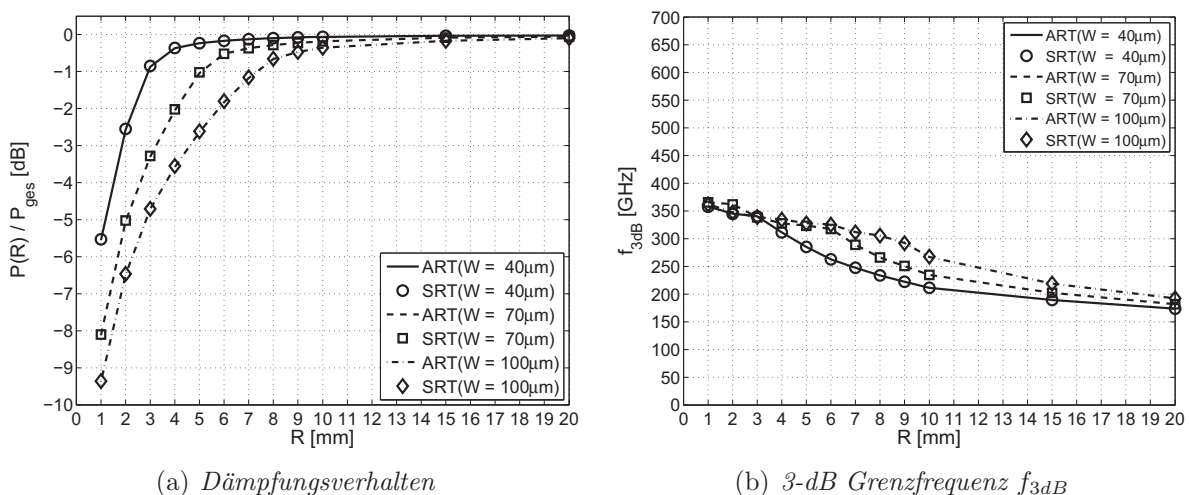 0
−1
−2
−3
−4
−5
−6
−7
−8
−9
−10
P(R) / P_ges [dB]
0 1 2 3 4 5 6 7 8 9 10 11 12 13 14 15 16 17 18 19 20
R [mm]
ART(W = 40µm)
SRT(W = 40µm)
ART(W = 70µm)
SRT(W = 70µm)
ART(W = 100µm)
SRT(W = 100µm)
(a) Dämpfungsverhalten
700
650
600
550
500
450
400
350
300
250
200
150
100
50
0
f_3dB [GHz]
0 1 2 3 4 5 6 7 8 9 10 11 12 13 14 15 16 17 18 19 20
R [mm]
ART(W = 40µm)
SRT(W = 40µm)
ART(W = 70µm)
SRT(W = 70µm)
ART(W = 100µm)
SRT(W = 100µm)
(b) 3-dB Grenzfrequenz f_3dB